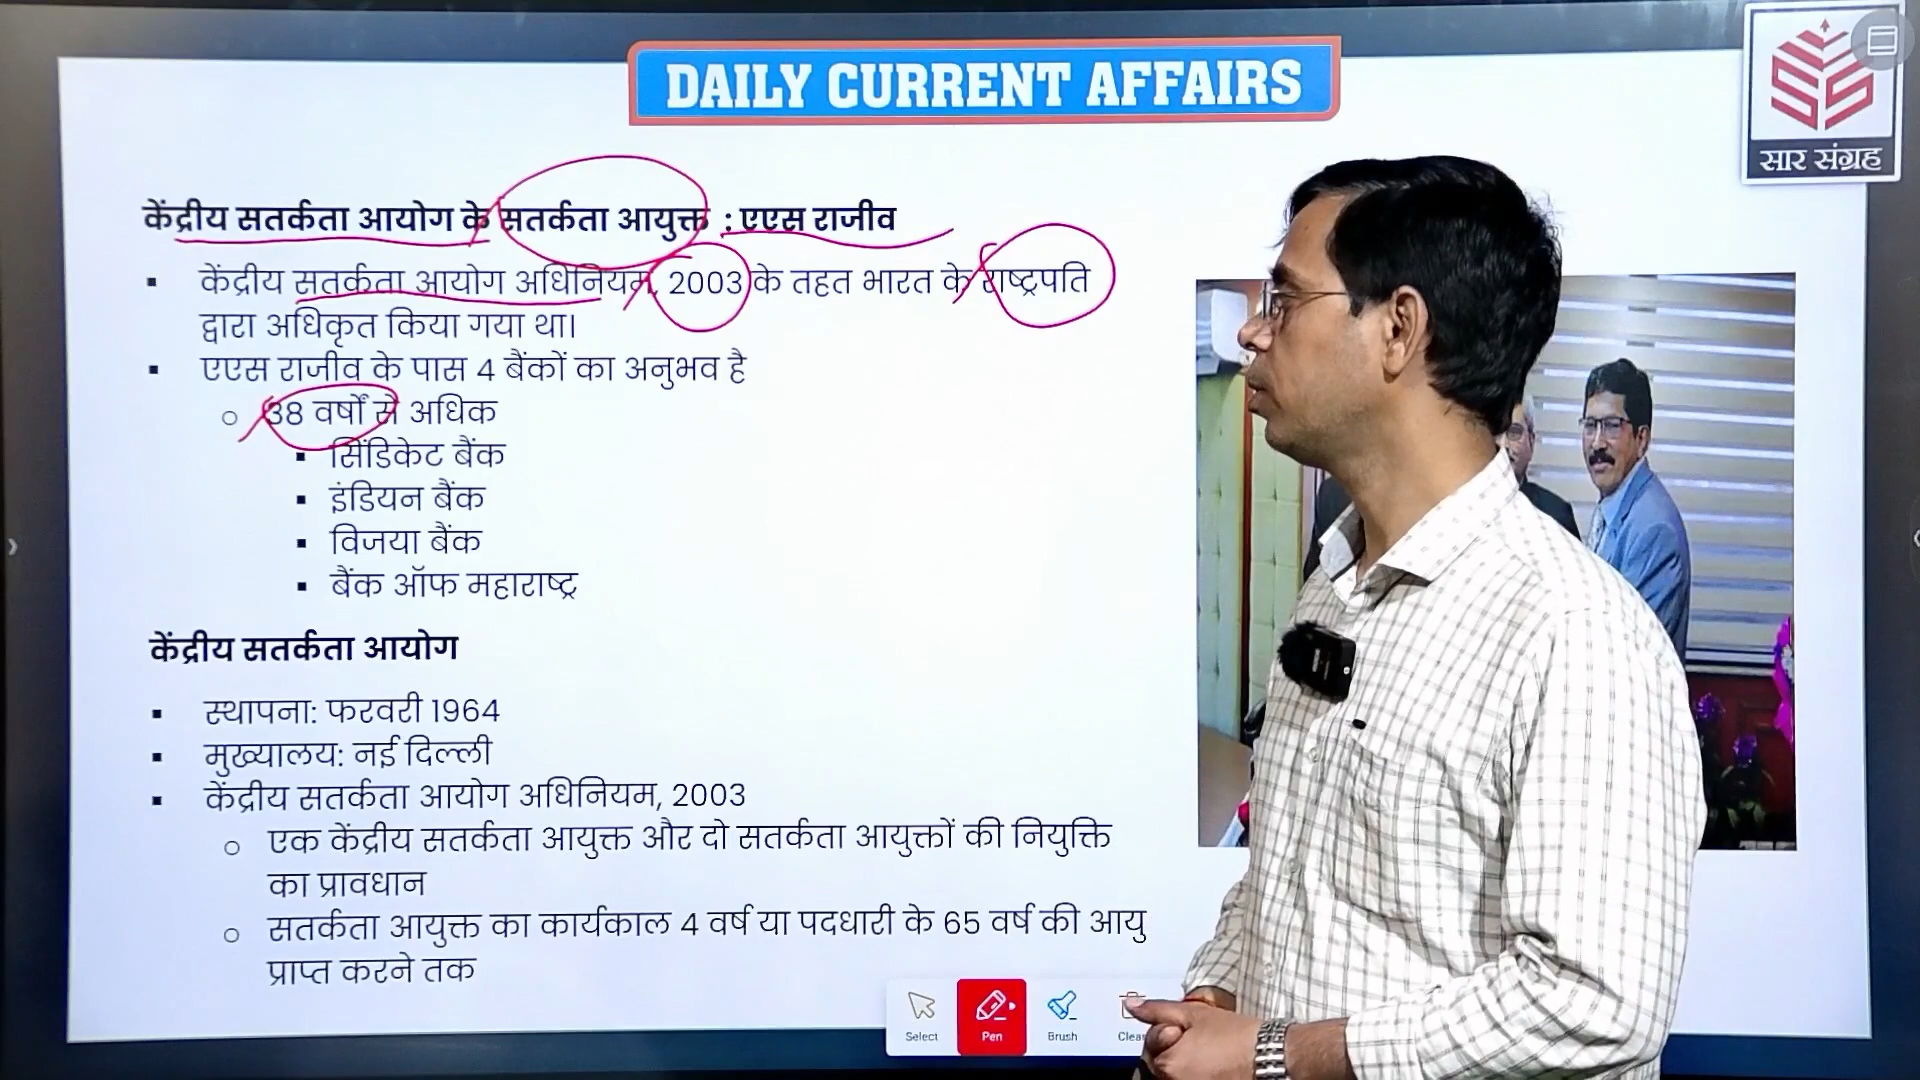 DAILY CURRENT AFFAIRS
सार संग्रह
केंद्रीय सतर्कता आयोग के सतर्कता आयुक्त : एएस राजीव
▪ केंद्रीय सतर्कता आयोग अधिनियम, 2003 के तहत भारत के राष्ट्रपति
द्वारा अधिकृत किया गया था।
▪ एएस राजीव के पास 4 बैंकों का अनुभव है
○ 38 वर्षों से अधिक
▪ सिंडिकेट बैंक
▪ इंडियन बैंक
▪ विजया बैंक
▪ बैंक ऑफ महाराष्ट्र
केंद्रीय सतर्कता आयोग
▪ स्थापना: फरवरी 1964
▪ मुख्यालय: नई दिल्ली
▪ केंद्रीय सतर्कता आयोग अधिनियम, 2003
○ एक केंद्रीय सतर्कता आयुक्त और दो सतर्कता आयुक्तों की नियुक्ति
का प्रावधान
○ सतर्कता आयुक्त का कार्यकाल 4 वर्ष या पदधारी के 65 वर्ष की आयु
प्राप्त करने तक
Select Pen Brush Clear